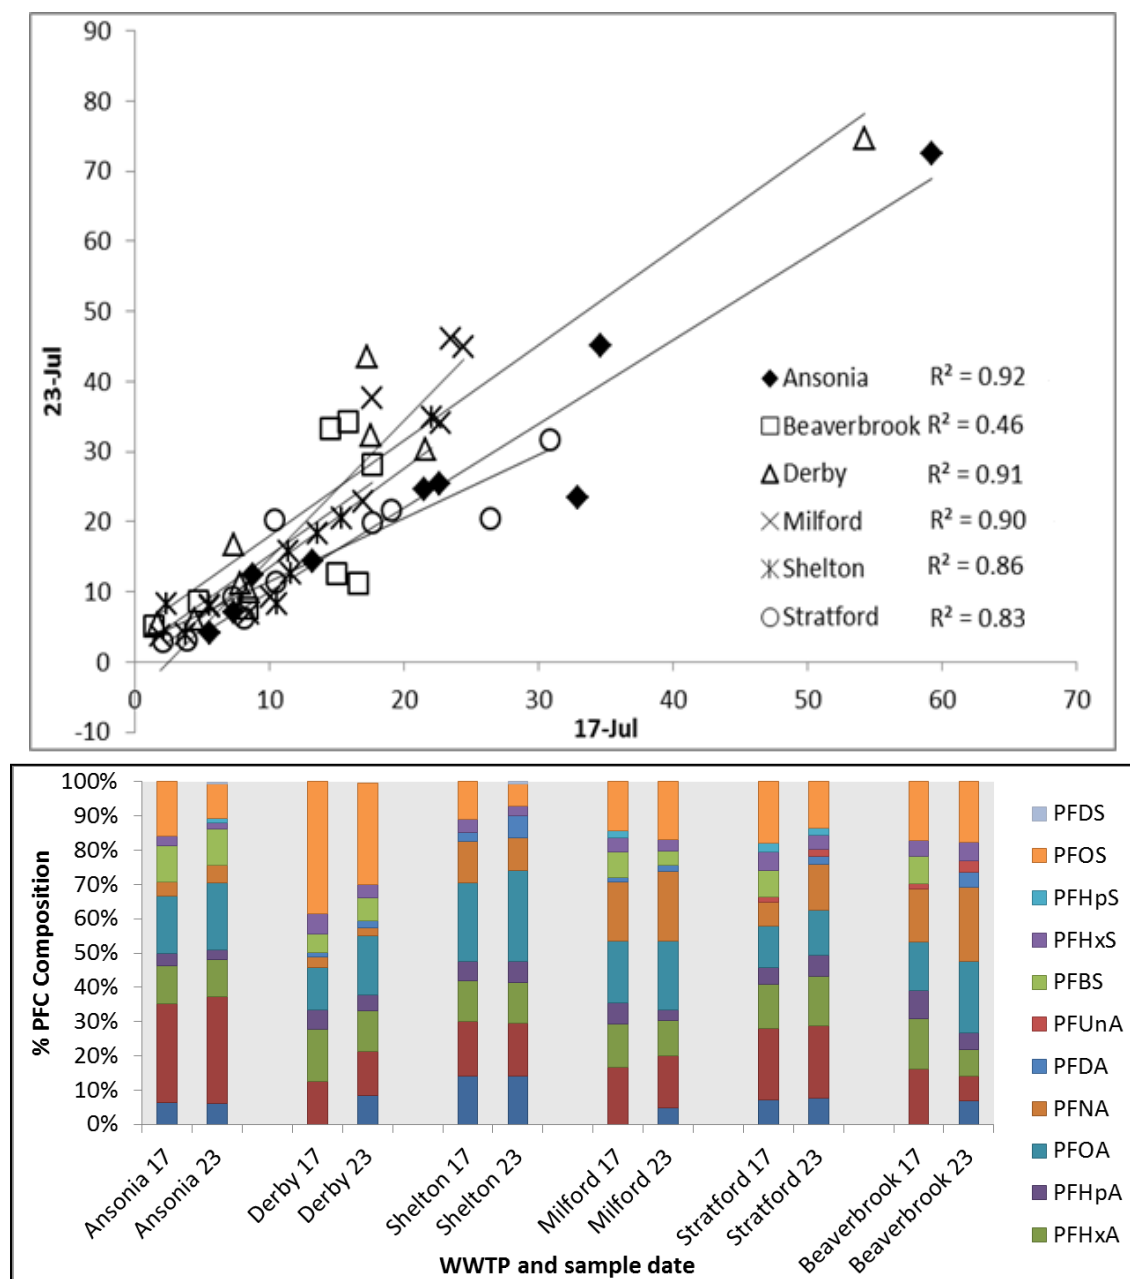 90
80
70
60
50
40
30
20
10
0
-10
23-Jul
0 10 20 30 40 50 60 70
17-Jul
Ansonia R² = 0.92
Beaverbrook R² = 0.46
Derby R² = 0.91
Milford R² = 0.90
Shelton R² = 0.86
Stratford R² = 0.83
100%
90%
80%
70%
60%
50%
40%
30%
20%
10%
0%
% PFC Composition
Ansonia 17
Ansonia 23
Derby 17
Derby 23
Shelton 17
Shelton 23
Milford 17
Milford 23
Stratford 17
Stratford 23
Beaverbrook 17
Beaverbrook 23
WWTP and sample date
PFDS
PFOS
PFHpS
PFHxS
PFBS
PFUnA
PFDA
PFNA
PFOA
PFHpA
PFHxA